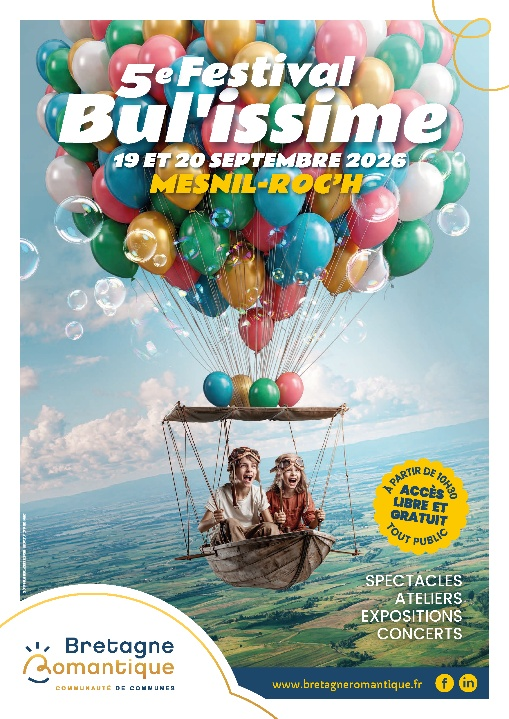 5e Festival
Bul'issime
19 ET 20 SEPTEMBRE 2026
MESNIL-ROC'H
À PARTIR DE 10H30
ACCÈS
LIBRE ET
GRATUIT
TOUT PUBLIC
SPECTACLES
ATELIERS
EXPOSITIONS
CONCERTS
Bretagne
Romantique
COMMUNAUTÉ DE COMMUNES
www.bretagneromantique.fr
f in